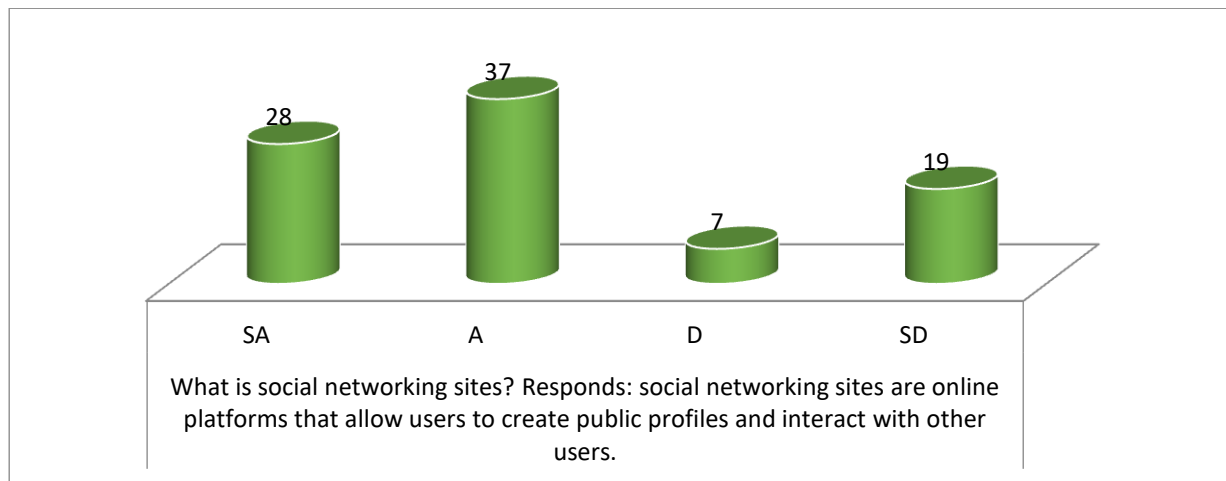 37
28
19
7
SA A D SD
What is social networking sites? Responds: social networking sites are online
platforms that allow users to create public profiles and interact with other
users.